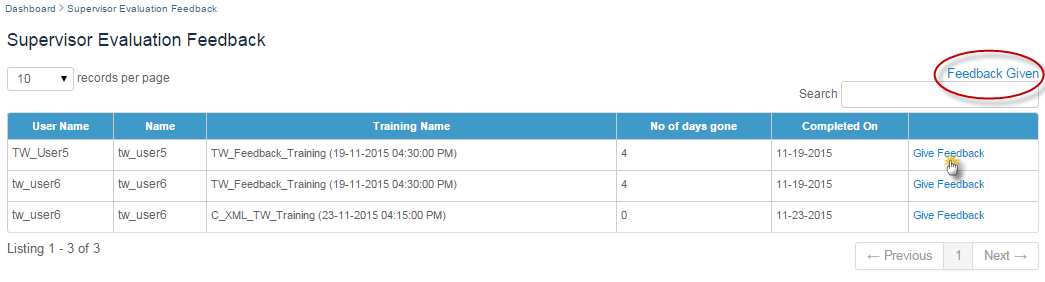 Dashboard > Supervisor Evaluation Feedback
Supervisor Evaluation Feedback
Feedback Given
10 records per page
Search
User Name Name Training Name No of days gone Completed On
TW_User5 tw_user5 TW_Feedback_Training (19-11-2015 04:30:00 PM) 4 11-19-2015 Give Feedback
tw_user6 tw_user6 TW_Feedback_Training (19-11-2015 04:30:00 PM) 4 11-19-2015 Give Feedback
tw_user6 tw_user6 C_XML_TW_Training (23-11-2015 04:15:00 PM) 0 11-23-2015 Give Feedback
Listing 1 - 3 of 3
← Previous 1 Next →